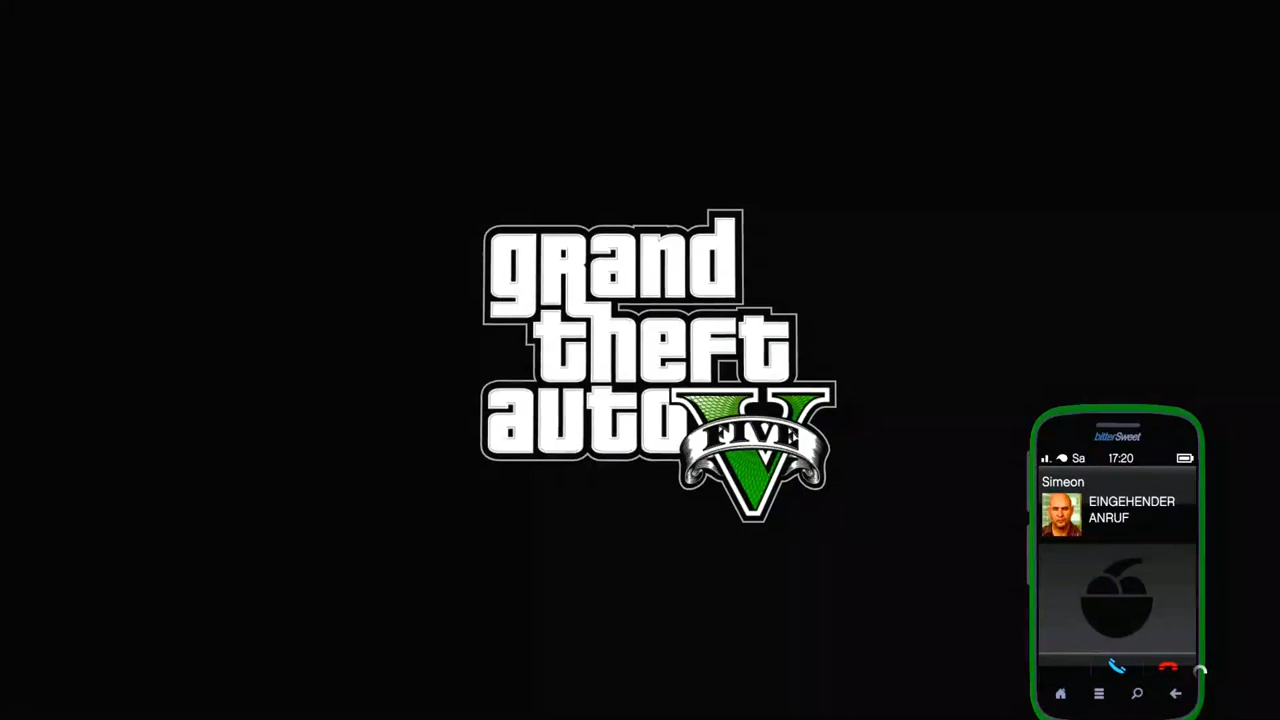 grand
theft
auto
FIVE
bitterSweet
Sa 17:20
Simeon
EINGEHENDER
ANRUF